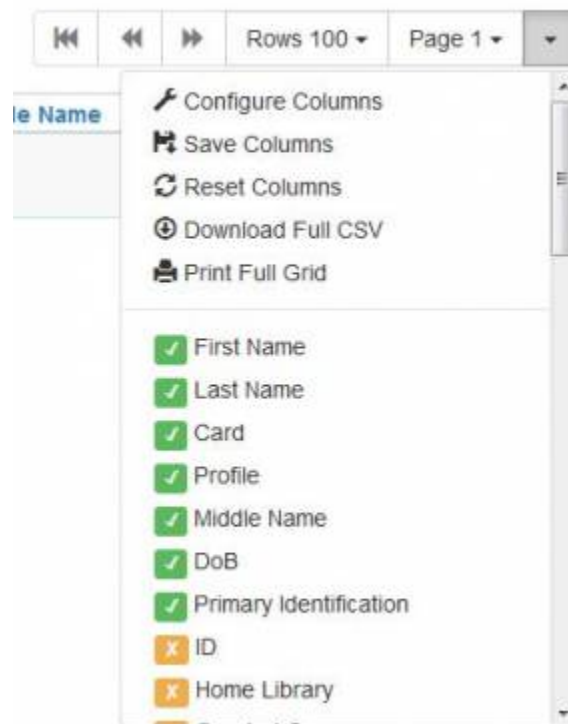 Rows 100
Page 1
le Name
Configure Columns
Save Columns
Reset Columns
Download Full CSV
Print Full Grid
First Name
Last Name
Card
Profile
Middle Name
DoB
Primary Identification
X ID
X Home Library